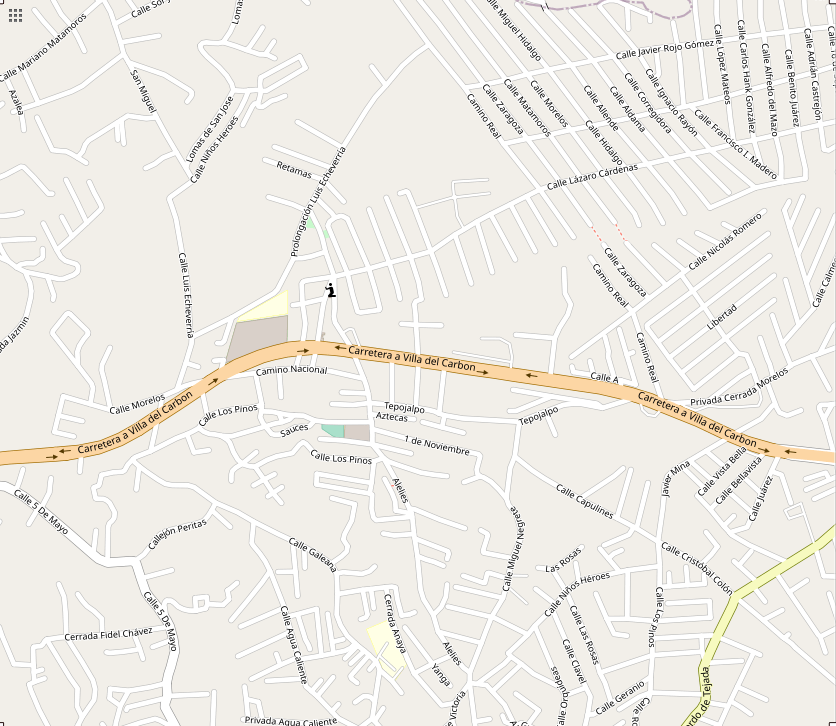 Calle Miguel Hidalgo
Calle Mariano Matamoros
Calle Javier Rojo Gómez
Calle López Mateos
Calle Carlos Hank González
Calle Alfredo del Mazo
Calle Benito Juárez
Calle Adrián Castrejón
Azalea
San Miguel
Lomas de San Jose
Calle Niños Heroes
Camino Real
Calle Zaragoza
Calle Matamoros
Calle Morelos
Calle Allende
Calle Hidalgo
Calle Aldama
Calle Corregidora
Calle Ignacio Rayón
Calle Francisco I. Madero
Retamas
Calle Lázaro Cárdenas
Prolongación Luis Echeverría
Calle Luis Echeverría
Calle Nicolás Romero
Calle Zaragoza
Camino Real
Libertad
Camino Real
Carretera a Villa del Carbon
Camino Nacional
Calle A
Privada Cerrada Morelos
Calle Morelos
Carretera a Villa del Carbon
Calle Los Pinos
Tepojalpo
Aztecas
Tepojalpo
Carretera a Villa del Carbon
Sauces
1 de Noviembre
Calle Los Pinos
Javier Mina
Calle Vista Bella
Calle Bellavista
Calle Juárez
Alelíes
Calle Capulines
Calle 5 De Mayo
Callejón Peritas
Calle Galeana
Calle Miguel Negrete
Calle Cristóbal Colón
Las Rosas
Calle Niños Héroes
Calle 5 De Mayo
Calle Agua Caliente
Cerrada Anaya
Calle Las Rosas
Calle Los Pinos
Cerrada Fidel Chávez
Alelíes
Yanga
Calle Clavel
Calle Geranio
Privada Agua Caliente